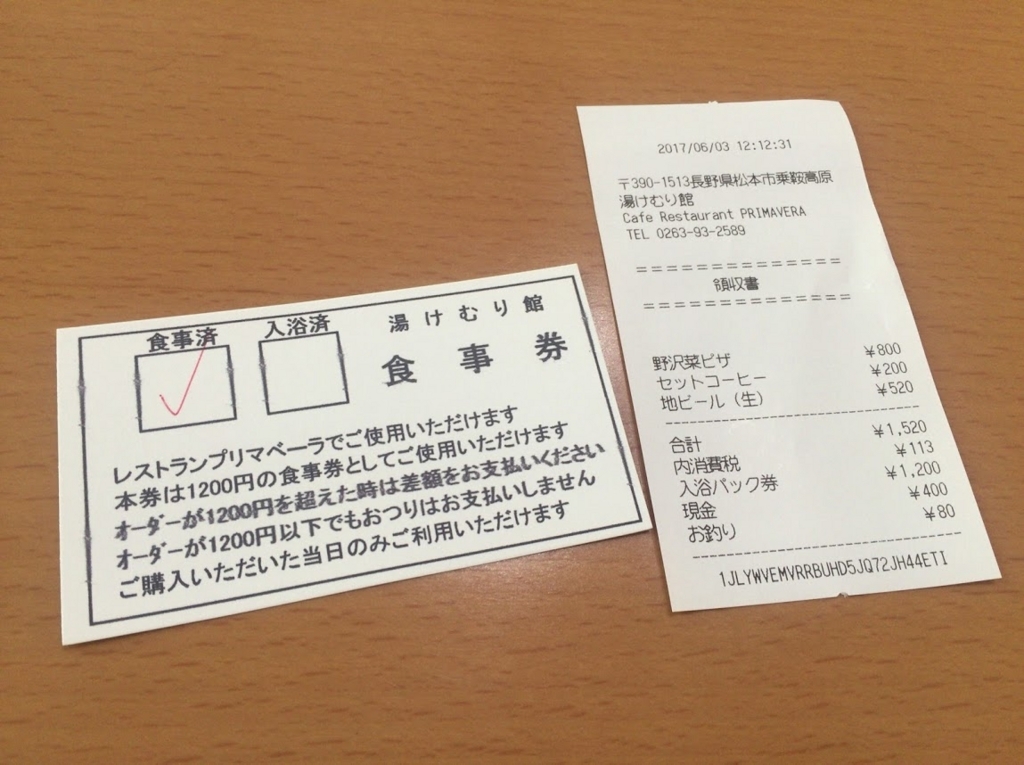 食事済 入浴済 湯けむり館
食事券
レストランプリマベーラでご使用いただけます
本券は1200円の食事券としてご使用いただけます
オーダーが1200円を超えた時は差額をお支払いください
オーダーが1200円以下でもおつりはお支払いしません
ご購入いただいた当日のみご利用いただけます
2017/06/03 12:12:31
〒390-1513長野県松本市乗鞍高原
湯けむり館
Cafe Restaurant PRIMAVERA
TEL 0263-93-2589
==============
領収書
==============
野沢菜ピザ ¥800
セットコーヒー ¥200
地ビール（生） ¥520
合計 ¥1,520
内消費税 ¥113
入浴パック券 ¥1,200
現金 ¥400
お釣り ¥80
1JLYWVEMVRRBUHD5JQ72JH44ETI